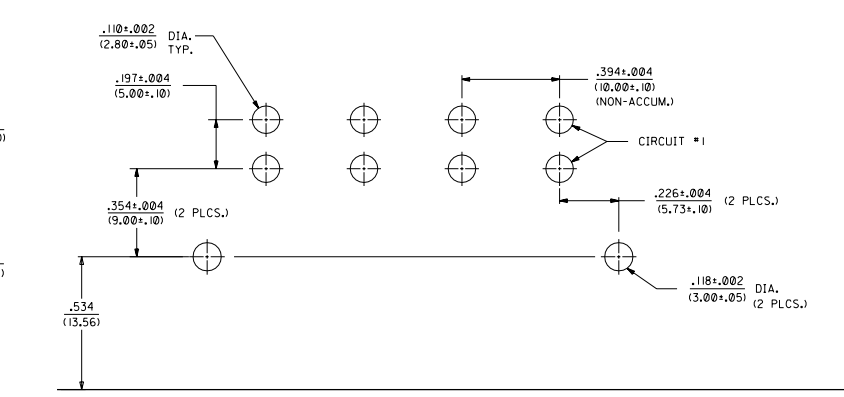 .110±.002 DIA.
(2.80±.05) TYP.
.197±.004
(5.00±.10)
.394±.004
(10.00±.10)
(NON-ACCUM.)
CIRCUIT #1
.354±.004 (2 PLCS.)
(9.00±.10)
.226±.004 (2 PLCS.)
(5.73±.10)
.118±.002 DIA.
(3.00±.05) (2 PLCS.)
.534
(13.56)